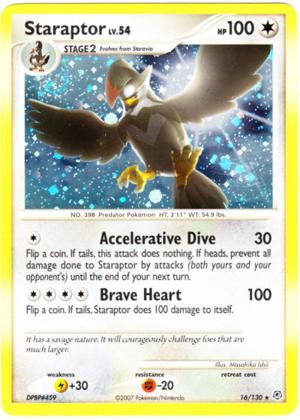 Staraptor LV.54 HP 100
STAGE 2 Evolves from Staravia
NO. 398 Predator Pokémon HT: 3'11" WT: 54.9 lbs.
Accelerative Dive 30
Flip a coin. If tails, this attack does nothing. If heads, prevent all
damage done to Staraptor by attacks (both yours and your
opponent's) until the end of your next turn.
Brave Heart 100
Flip a coin. If tails, Staraptor does 100 damage to itself.
It has a savage nature. It will courageously challenge foes that are
much larger.
Illus. Masahiko Ishii
weakness resistance retreat cost
+30 -20
DPBP#459 ©2007 Pokémon/Nintendo 16/130 ★